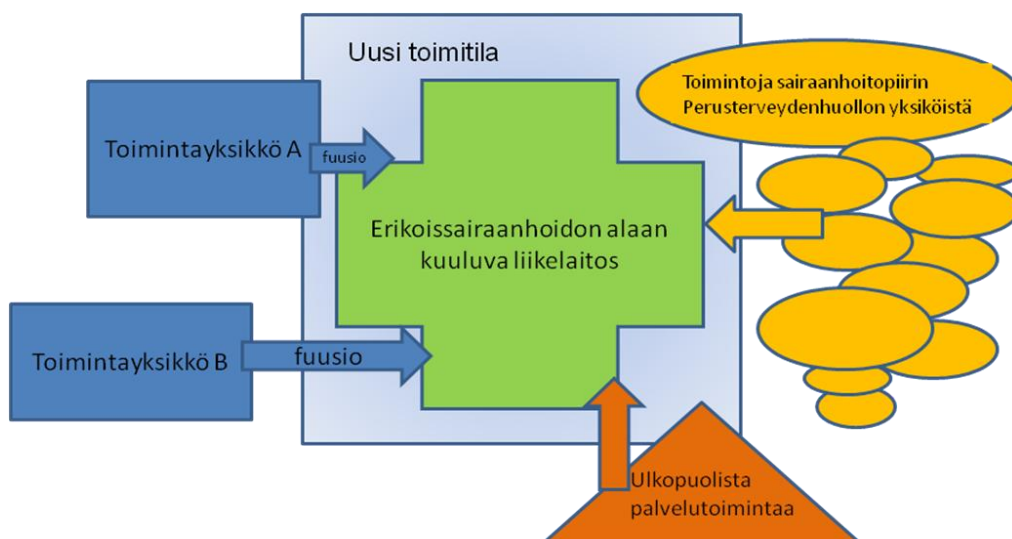 Uusi toimitila
Toimintoja sairaanhoitopiirin
Perusterveydenhuollon yksiköistä
Toimintayksikkö A
fuusio
Erikoissairaanhoidon alaan
kuuluva liikelaitos
Toimintayksikkö B
fuusio
Ulkopuolista
palvelutoimintaa